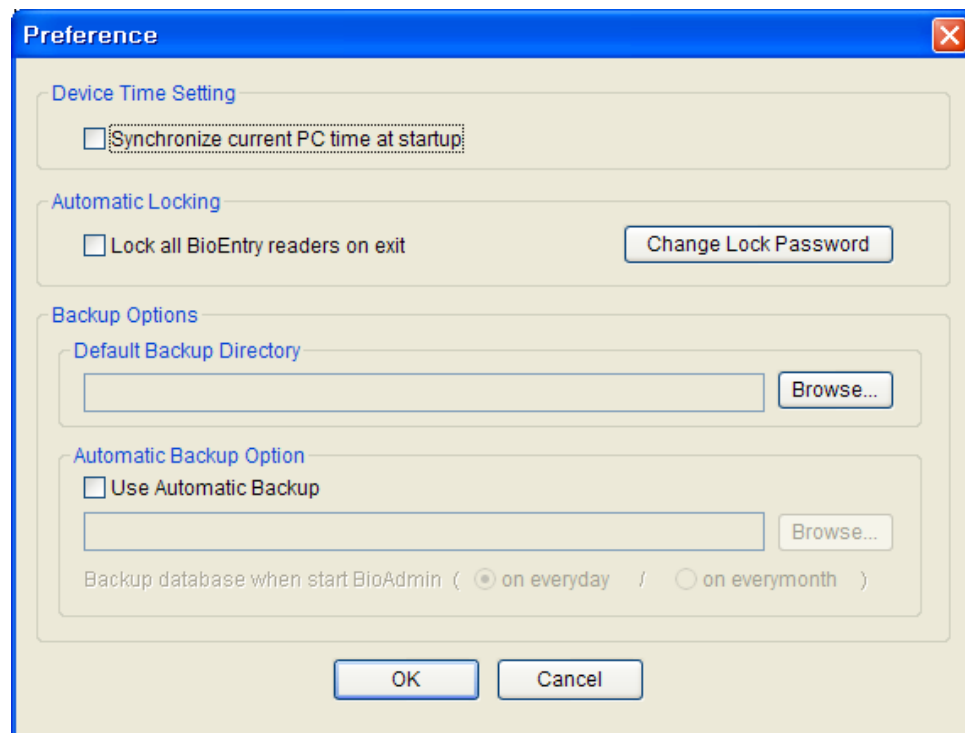 Preference
Device Time Setting
Synchronize current PC time at startup
Automatic Locking
Lock all BioEntry readers on exit Change Lock Password
Backup Options
Default Backup Directory
Browse...
Automatic Backup Option
Use Automatic Backup
Browse...
Backup database when start BioAdmin ( on everyday / on everymonth )
OK Cancel